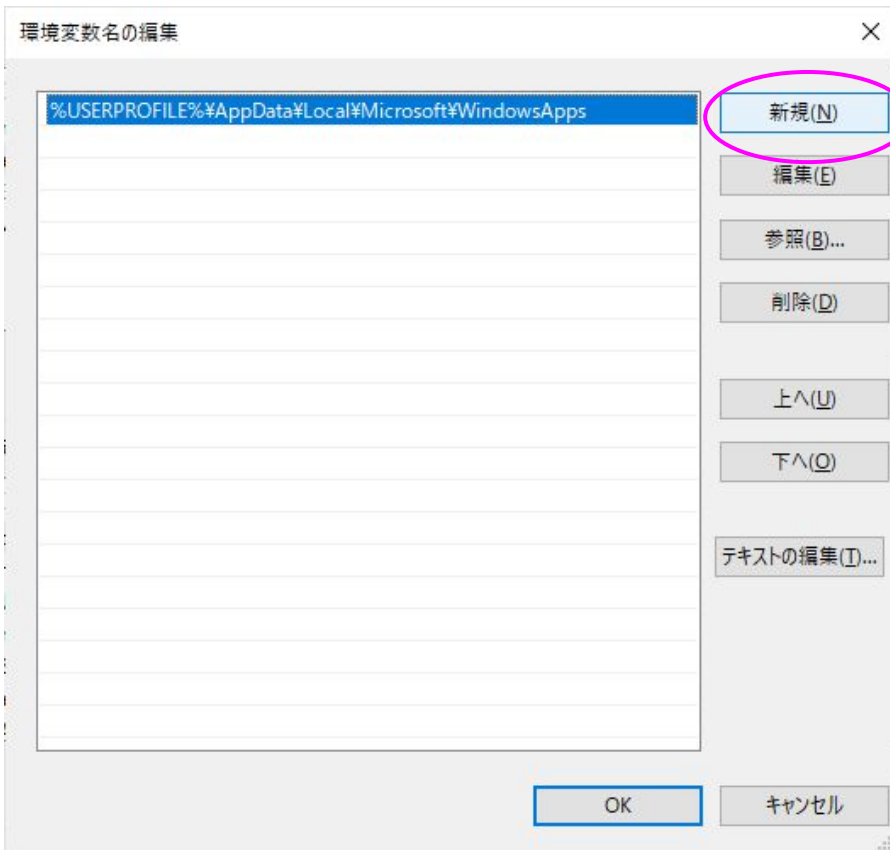 環境変数名の編集
%USERPROFILE%¥AppData¥Local¥Microsoft¥WindowsApps
新規(N)
編集(E)
参照(B)...
削除(D)
上へ(U)
下へ(O)
テキストの編集(T)...
OK
キャンセル